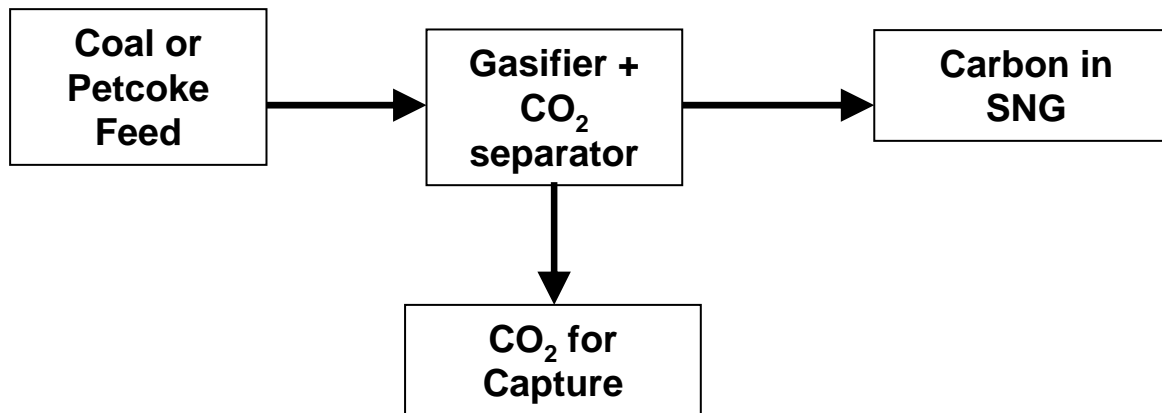 Coal or
Petcoke
Feed
Gasifier +
CO₂
separator
Carbon in
SNG
CO₂ for
Capture